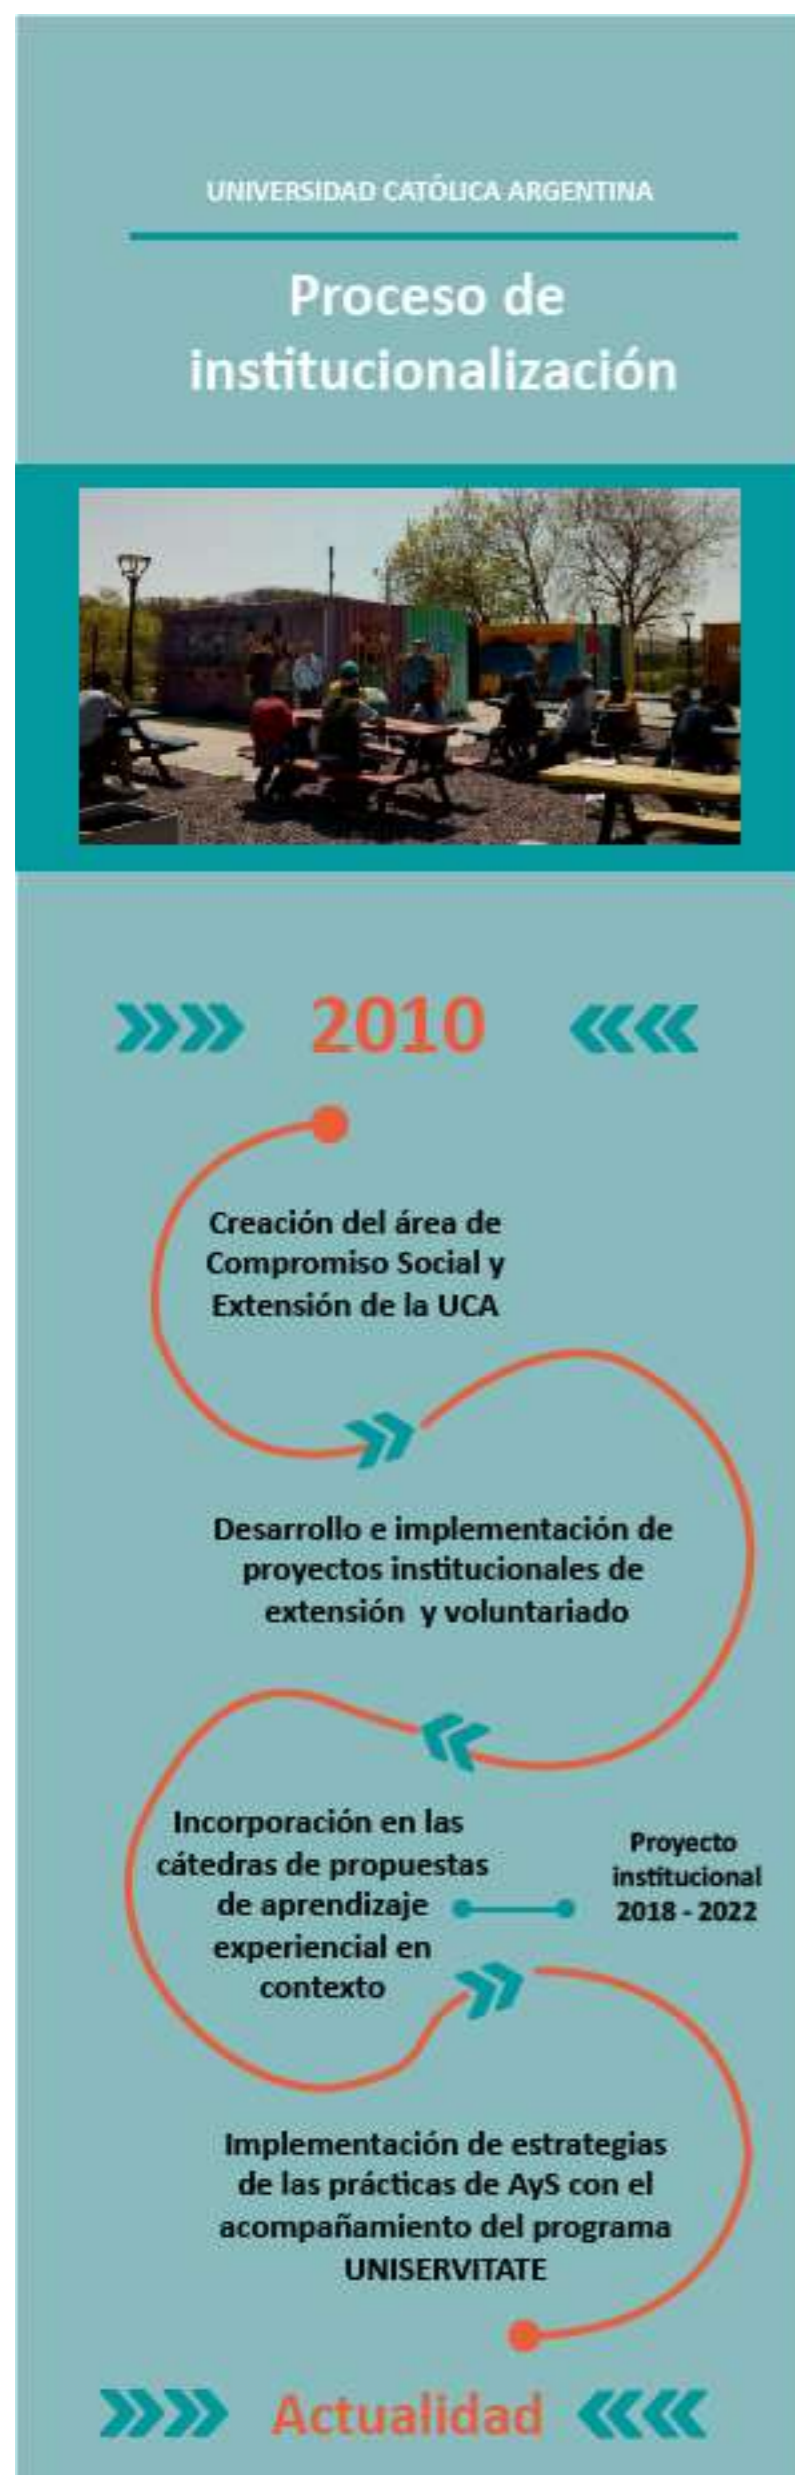 UNIVERSIDAD CATÓLICA ARGENTINA
Proceso de
institucionalización
2010
Creación del área de
Compromiso Social y
Extensión de la UCA
Desarrollo e implementación de
proyectos institucionales de
extensión y voluntariado
Incorporación en las
cátedras de propuestas
de aprendizaje
experiencial en
contexto
Proyecto
institucional
2018 - 2022
Implementación de estrategias
de las prácticas de AyS con el
acompañamiento del programa
UNISERVITATE
Actualidad